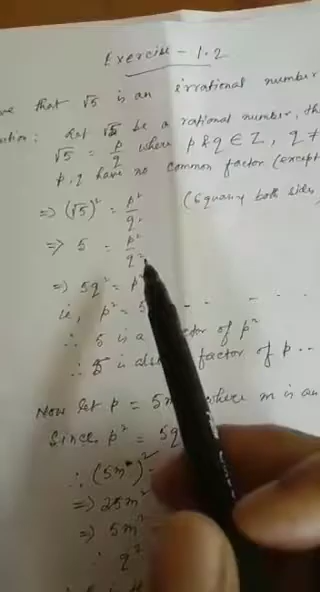 Exercise - 1.2
that √5 is an irrational number
Let √5 be a rational number, 
√5 = p/q where p & q ∈ Z, q ≠
p, q have no common factor (except
⇒ (√5)² = p²/q² (Squaring both sides
⇒ 5 = p²/q²
⇒ 5q² = p²
ie, p² = 5 - - - - -
∴ 5 is a factor of p²
∴ 5 is also factor of p ...
Now let p = 5m where m is an
Since p² = 5q
∴ (5m)² =
⇒ 25m²
⇒ 5m²
∴ q²